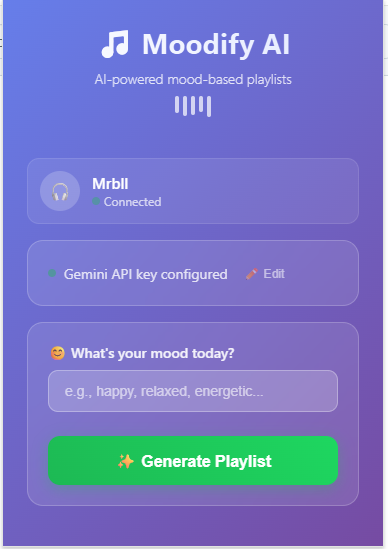 Moodify AI
AI-powered mood-based playlists
Mrbll
Connected
Gemini API key configured Edit
What's your mood today?
e.g., happy, relaxed, energetic...
Generate Playlist